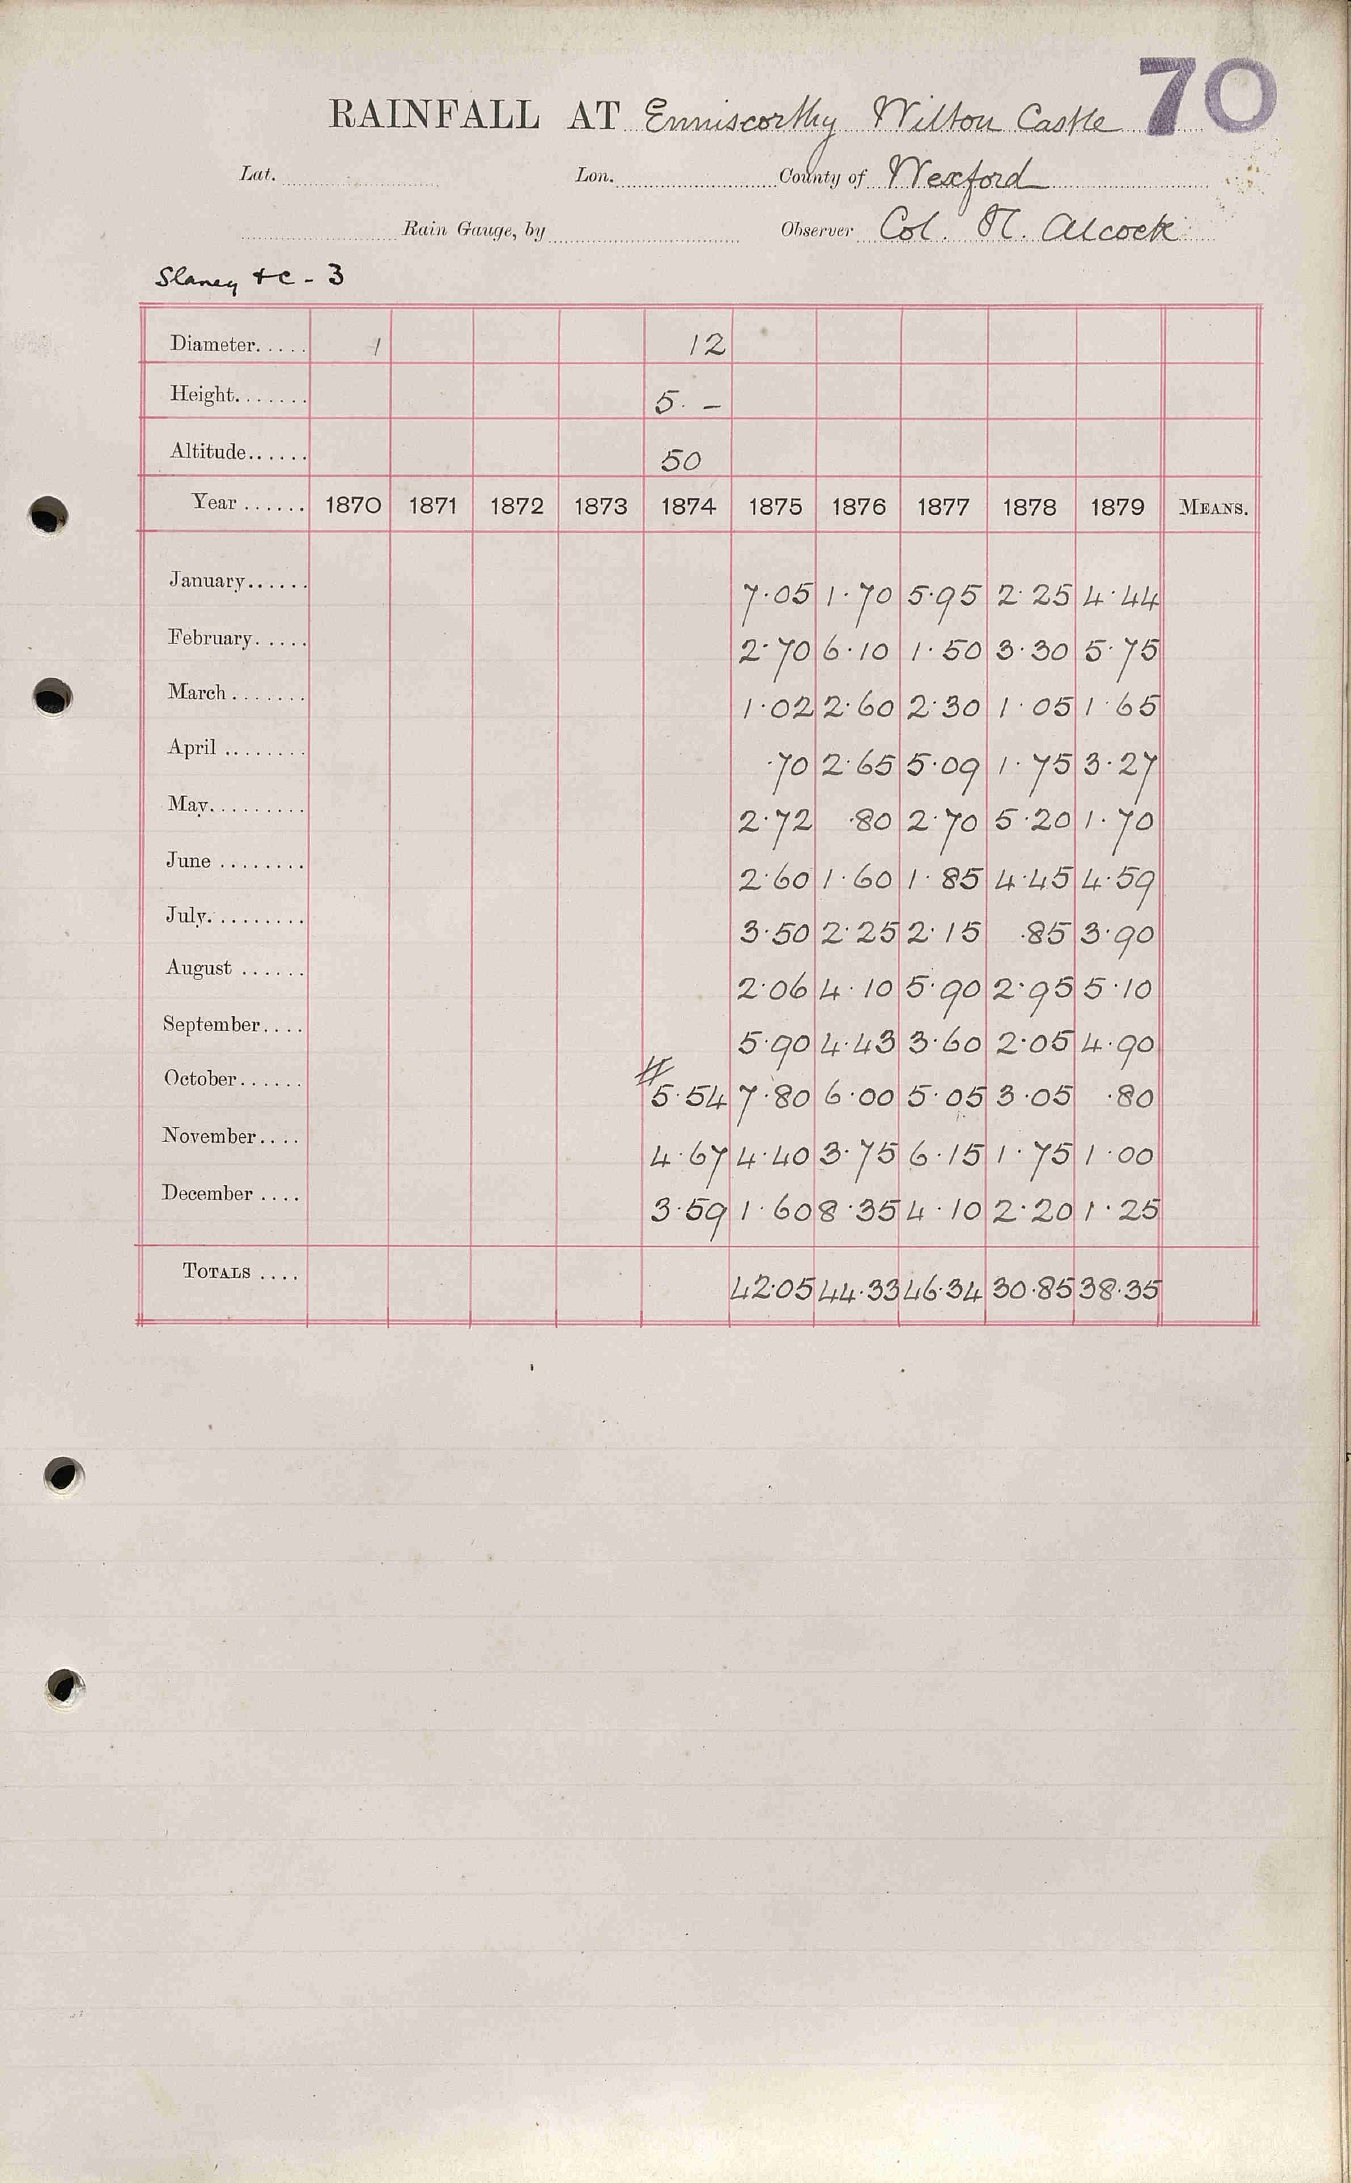 70
RAINFALL AT Enniscorthy Wilton Castle
Lat. Lon. County of Wexford
Rain Gauge, by Observer Col. Alcock
Slaney &c - 3
Diameter..... 1 12
Height....... 5. -
Altitude...... 50
Year ...... 1870 1871 1872 1873 1874 1875 1876 1877 1878 1879 MEANS.
January...... 7.05 1.70 5.95 2.25 4.44
February..... 2.70 6.10 1.50 3.30 5.75
March ....... 1.02 2.60 2.30 1.05 1.65
April ........ .70 2.65 5.09 1.75 3.27
May......... 2.72 .80 2.70 5.20 1.70
June ........ 2.60 1.60 1.85 4.45 4.59
July......... 3.50 2.25 2.15 .85 3.90
August ...... 2.06 4.10 5.90 2.95 5.10
September.... 5.90 4.43 3.60 2.05 4.90
October...... # 5.54 7.80 6.00 5.05 3.05 .80
November.... 4.67 4.40 3.75 6.15 1.75 1.00
December .... 3.59 1.60 8.35 4.10 2.20 1.25
TOTALS .... 42.05 44.33 46.34 30.85 38.35